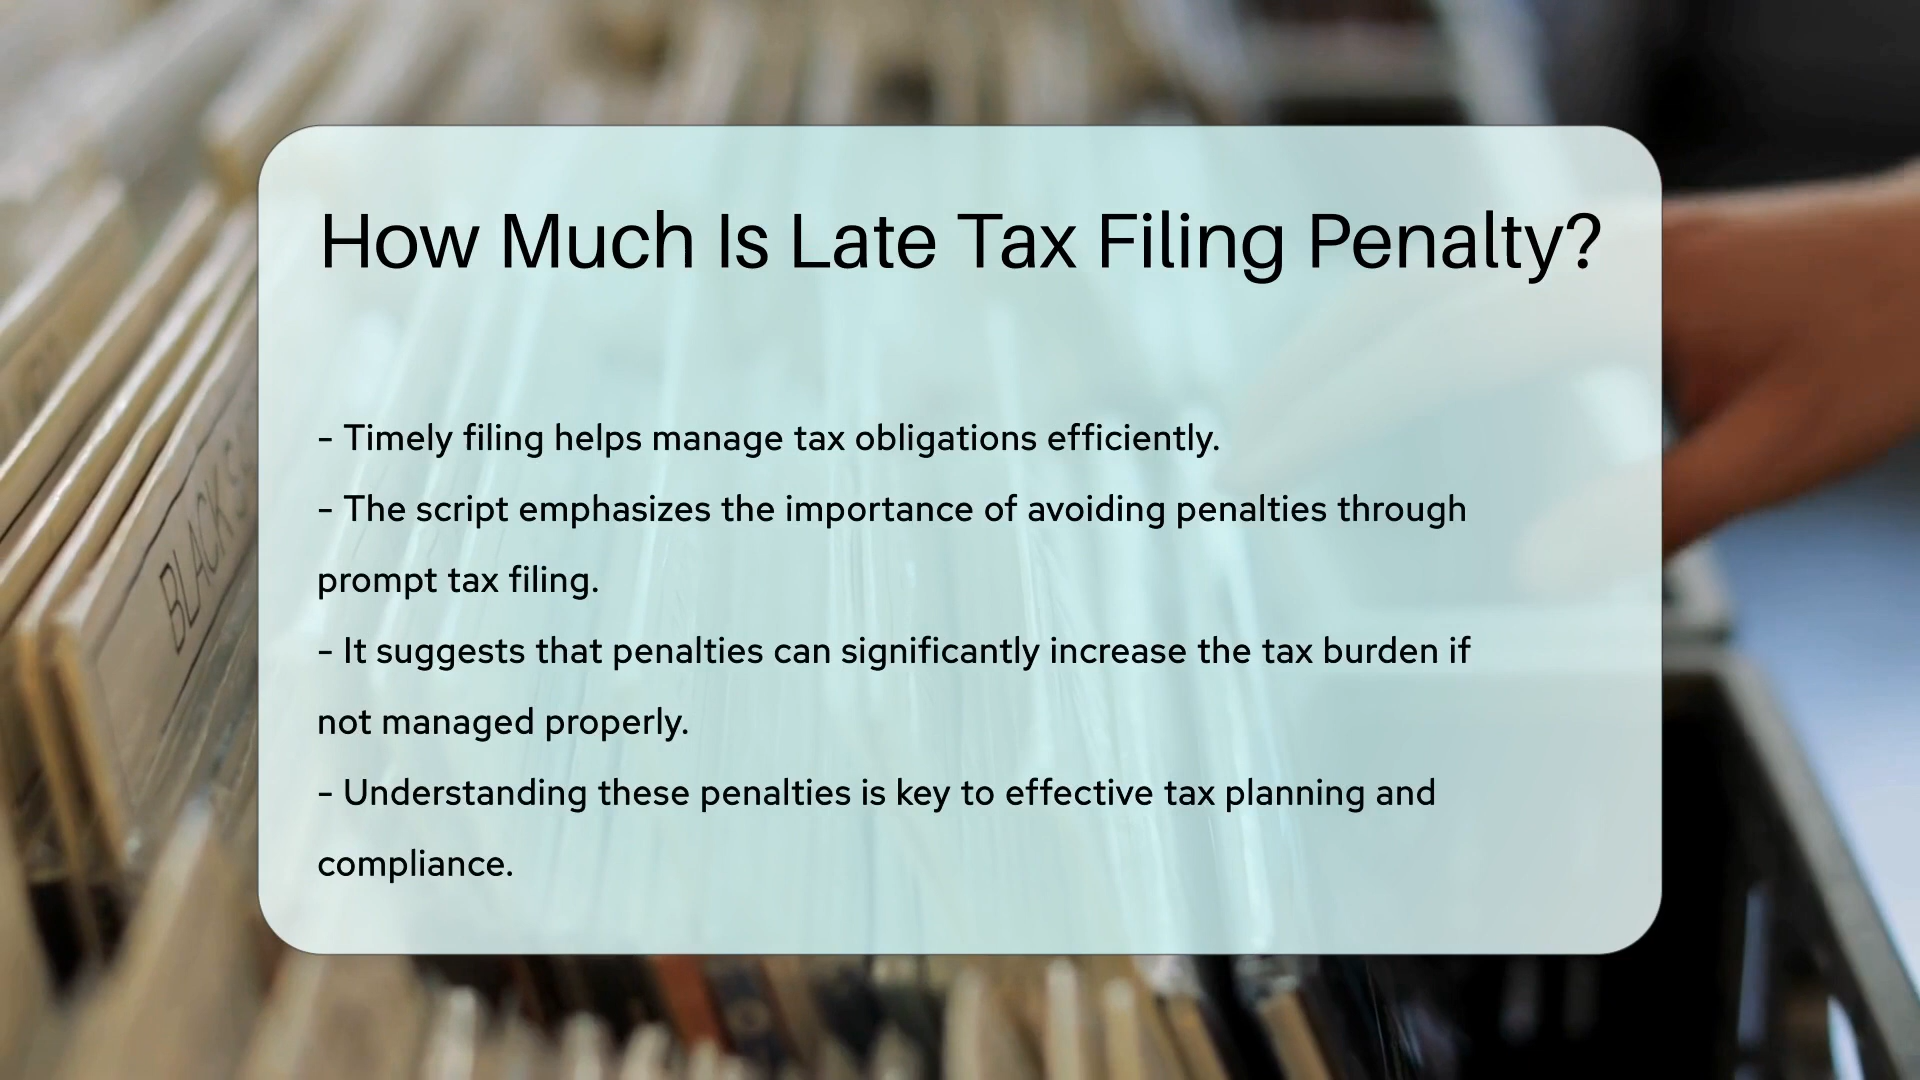 How Much Is Late Tax Filing Penalty?
- Timely filing helps manage tax obligations efficiently.
- The script emphasizes the importance of avoiding penalties through
prompt tax filing.
- It suggests that penalties can significantly increase the tax burden if
not managed properly.
- Understanding these penalties is key to effective tax planning and
compliance.
BLACK